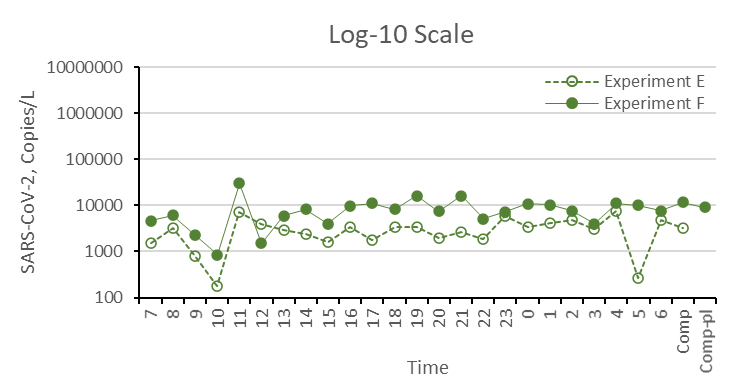 Log-10 Scale
10000000
1000000
100000
10000
1000
100
SARS-CoV-2, Copies/L
Experiment E
Experiment F
7 8 9 10 11 12 13 14 15 16 17 18 19 20 21 22 23 0 1 2 3 4 5 6 Comp Comp-pl
Time